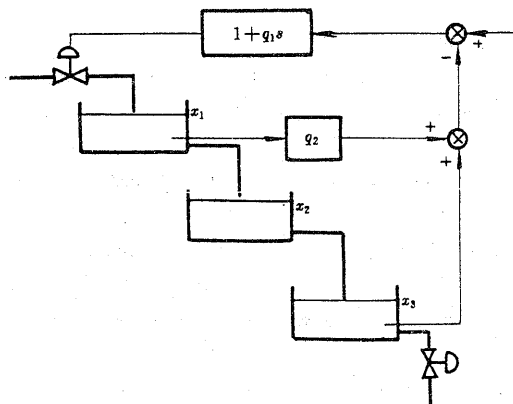 1+q₁s
+
−
x₁
q₂
+
+
x₂
x₃